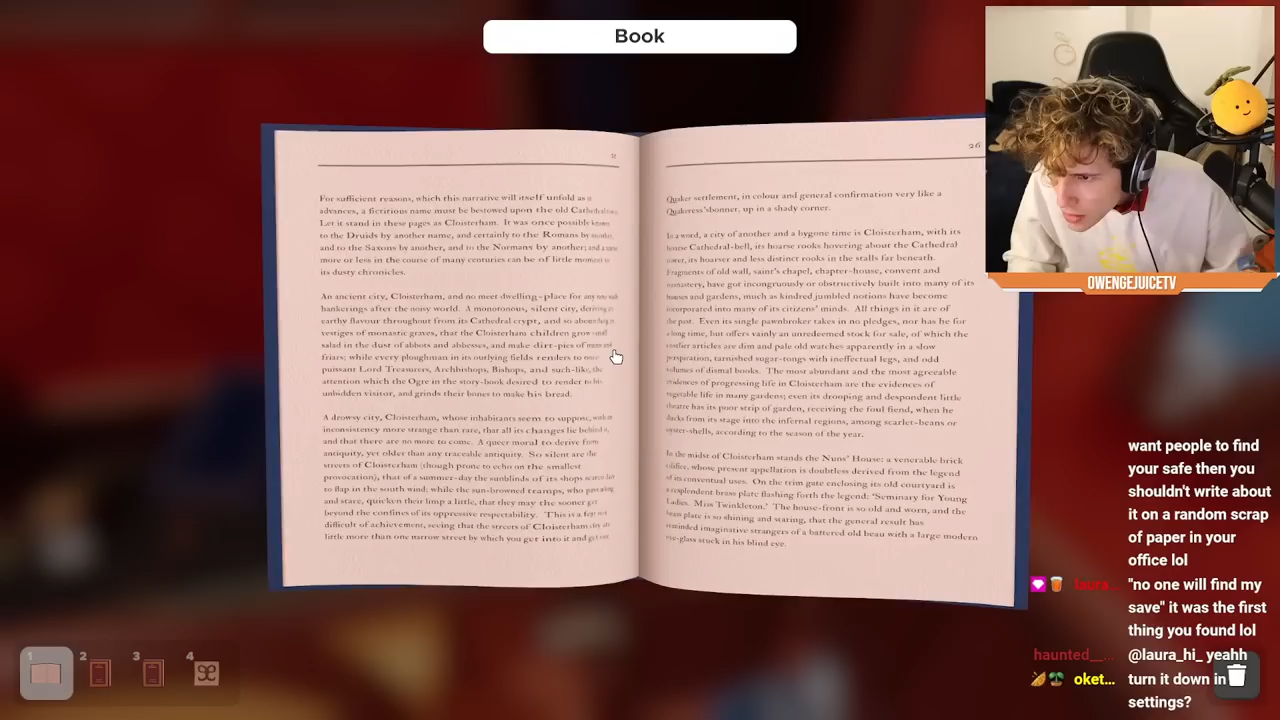 Book
26
For sufficient reasons, which this narrative will itself unfold as it
advances, a fictitious name must be bestowed upon the old Cathedral
Let it stand in these pages as Cloisterham. It was once possibly known
to the Druids by another name, and certainly to the Romans by another,
and to the Saxons by another, and to the Normans by another; and a name
more or less in the course of many centuries can be of little moment to
its dusty chronicles.
An ancient city, Cloisterham, and no meet dwelling-place for any one with
hankerings after the noisy world. A monotonous, silent city, deriving an
earthy flavour throughout from its Cathedral crypt, and so abounding in
vestiges of monastic graves, that the Cloisterham children grow small
salad in the dust of abbots and abbesses, and make dirt-pies of nuns and
friars; while every ploughman in its outlying fields renders to once
puissant Lord Treasurers, Archbishops, Bishops, and such-like, the
attention which the Ogre in the story-book desired to render to his
unbidden visitor, and grinds their bones to make his bread.
A drowsy city, Cloisterham, whose inhabitants seem to suppose, with an
inconsistency more strange than rare, that all its changes lie behind it,
and that there are no more to come. A queer moral to derive from
antiquity, yet older than any traceable antiquity. So silent are the
streets of Cloisterham (though prone to echo on the smallest
provocation), that of a summer-day the sunblinds of its shops scarce dare
to flap in the south wind; while the sun-browned tramps, who pass along
and stare, quicken their limp a little, that they may the sooner get
beyond the confines of its oppressive respectability. This is a feat not
difficult of achievement, seeing that the streets of Cloisterham city are
little more than one narrow street by which you get into it and get out
Quaker settlement, in colour and general confirmation very like a
Quakeress'sbonnet, up in a shady corner.
In a word, a city of another and a bygone time is Cloisterham, with its
hoarse Cathedral-bell, its hoarse rooks hovering about the Cathedral
tower, its hoarser and less distinct rooks in the stalls far beneath.
Fragments of old wall, saint's chapel, chapter-house, convent and
monastery, have got incongruously or obstructively built into many of its
houses and gardens, much as kindred jumbled notions have become
incorporated into many of its citizens' minds. All things in it are of
the past. Even its single pawnbroker takes in no pledges, nor has he for
a long time, but offers vainly an unredeemed stock for sale, of which the
costlier articles are dim and pale old watches apparently in a slow
perspiration, tarnished sugar-tongs with ineffectual legs, and odd
volumes of dismal books. The most abundant and the most agreeable
evidences of progressing life in Cloisterham are the evidences of
vegetable life in many gardens; even its drooping and despondent little
theatre has its poor strip of garden, receiving the foul fiend, when he
ducks from its stage into the infernal regions, among scarlet-beans or
oyster-shells, according to the season of the year.
In the midst of Cloisterham stands the Nuns' House: a venerable brick
edifice, whose present appellation is doubtless derived from the legend
of its conventual uses. On the trim gate enclosing its old courtyard is
a resplendent brass plate flashing forth the legend: 'Seminary for Young
Ladies. Miss Twinkleton.' The house-front is so old and worn, and the
brass plate is so shining and staring, that the general result has
reminded imaginative strangers of a battered old beau with a large modern
eye-glass stuck in his blind eye.
OWENGEJUICETV
want people to find
your safe then you
shouldn't write about
it on a random scrap
of paper in your
office lol
laura... "no one will find my
save" it was the first
thing you found lol
haunted__... @laura_hi_ yeahh
oket... turn it down in
settings?
1
2
3
4